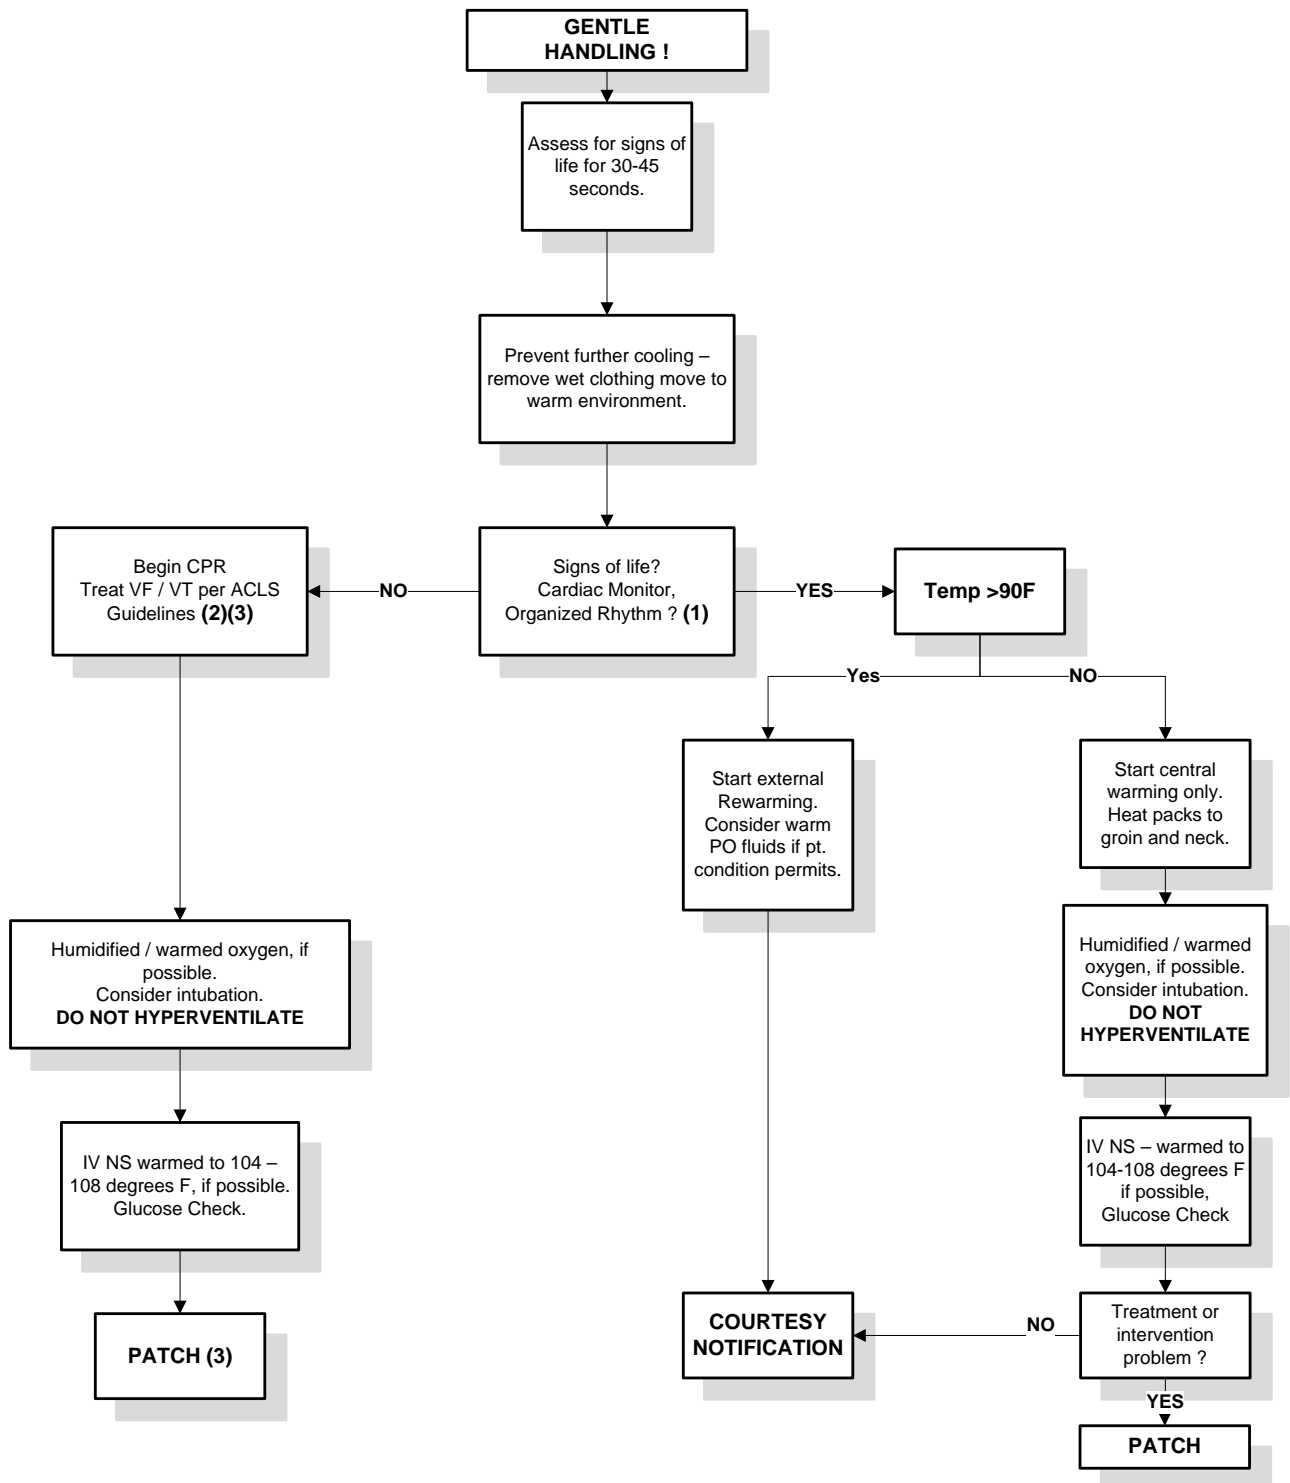 GENTLE
HANDLING !
Assess for signs of
life for 30-45
seconds.
Prevent further cooling –
remove wet clothing move to
warm environment.
Begin CPR
Treat VF / VT per ACLS
Guidelines (2)(3)
NO
Signs of life?
Cardiac Monitor,
Organized Rhythm ? (1)
YES
Temp >90F
Yes
NO
Start external
Rewarming.
Consider warm
PO fluids if pt.
condition permits.
Start central
warming only.
Heat packs to
groin and neck.
Humidified / warmed oxygen, if
possible.
Consider intubation.
DO NOT HYPERVENTILATE
Humidified / warmed
oxygen, if possible.
Consider intubation.
DO NOT
HYPERVENTILATE
IV NS warmed to 104 –
108 degrees F, if possible.
Glucose Check.
IV NS – warmed to
104-108 degrees F
if possible,
Glucose Check
PATCH (3)
COURTESY
NOTIFICATION
NO
Treatment or
intervention
problem ?
YES
PATCH